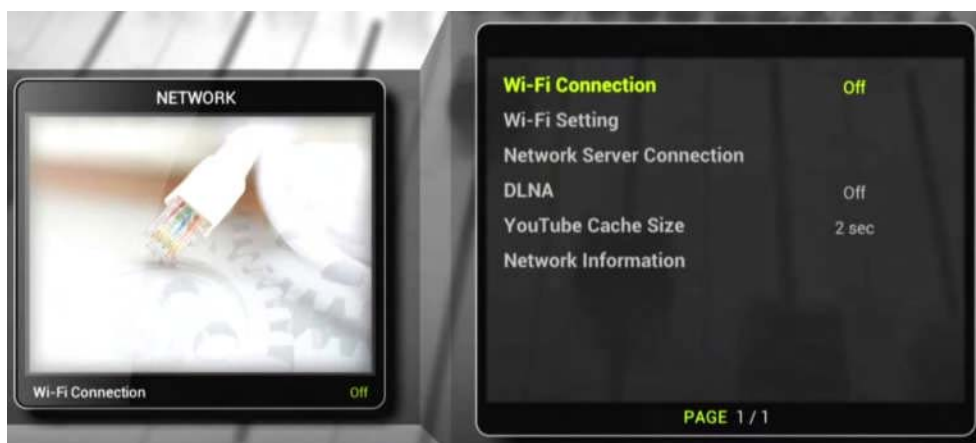 NETWORK
Wi-Fi Connection Off
Wi-Fi Connection Off
Wi-Fi Setting
Network Server Connection
DLNA Off
YouTube Cache Size 2 sec
Network Information
PAGE 1 / 1